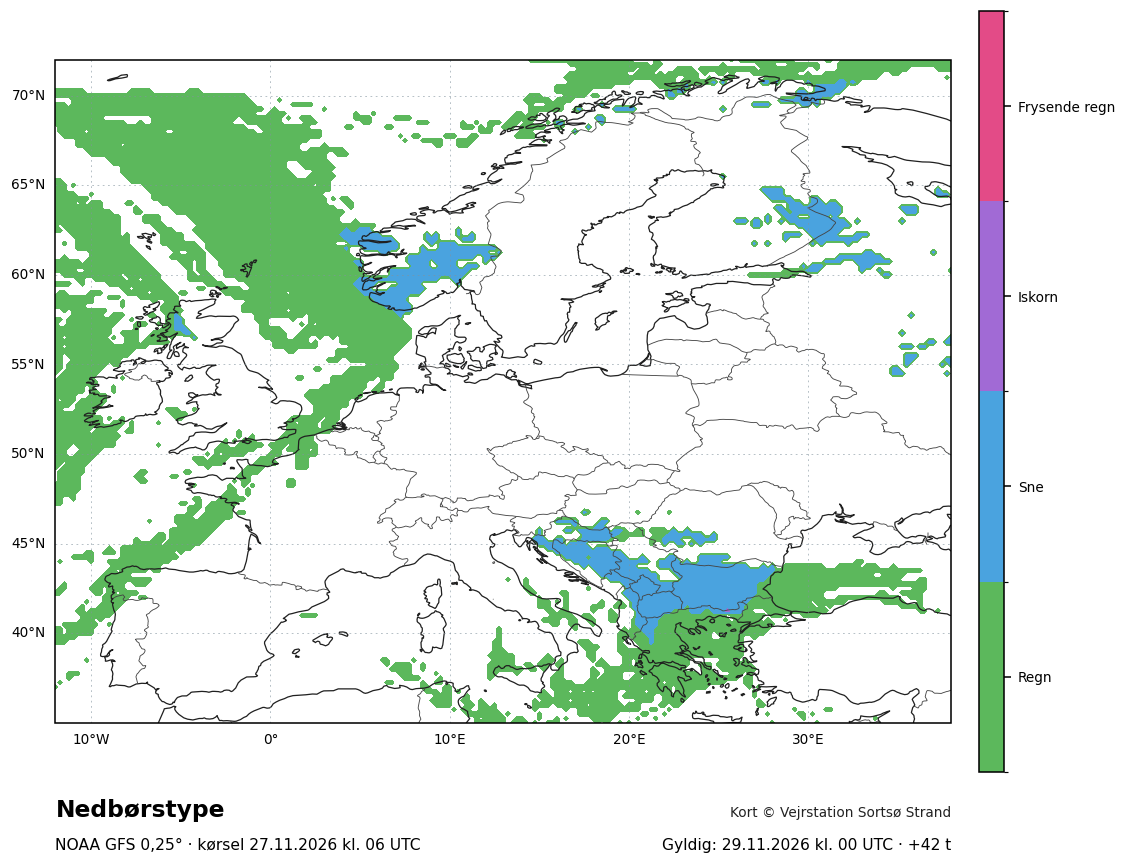 70°N
65°N
60°N
55°N
50°N
45°N
40°N
10°W
0°
10°E
20°E
30°E
Frysende regn
Iskorn
Sne
Regn
Nedbørstype
Kort © Vejrstation Sortsø Strand
NOAA GFS 0,25° · kørsel 27.11.2026 kl. 06 UTC
Gyldig: 29.11.2026 kl. 00 UTC · +42 t